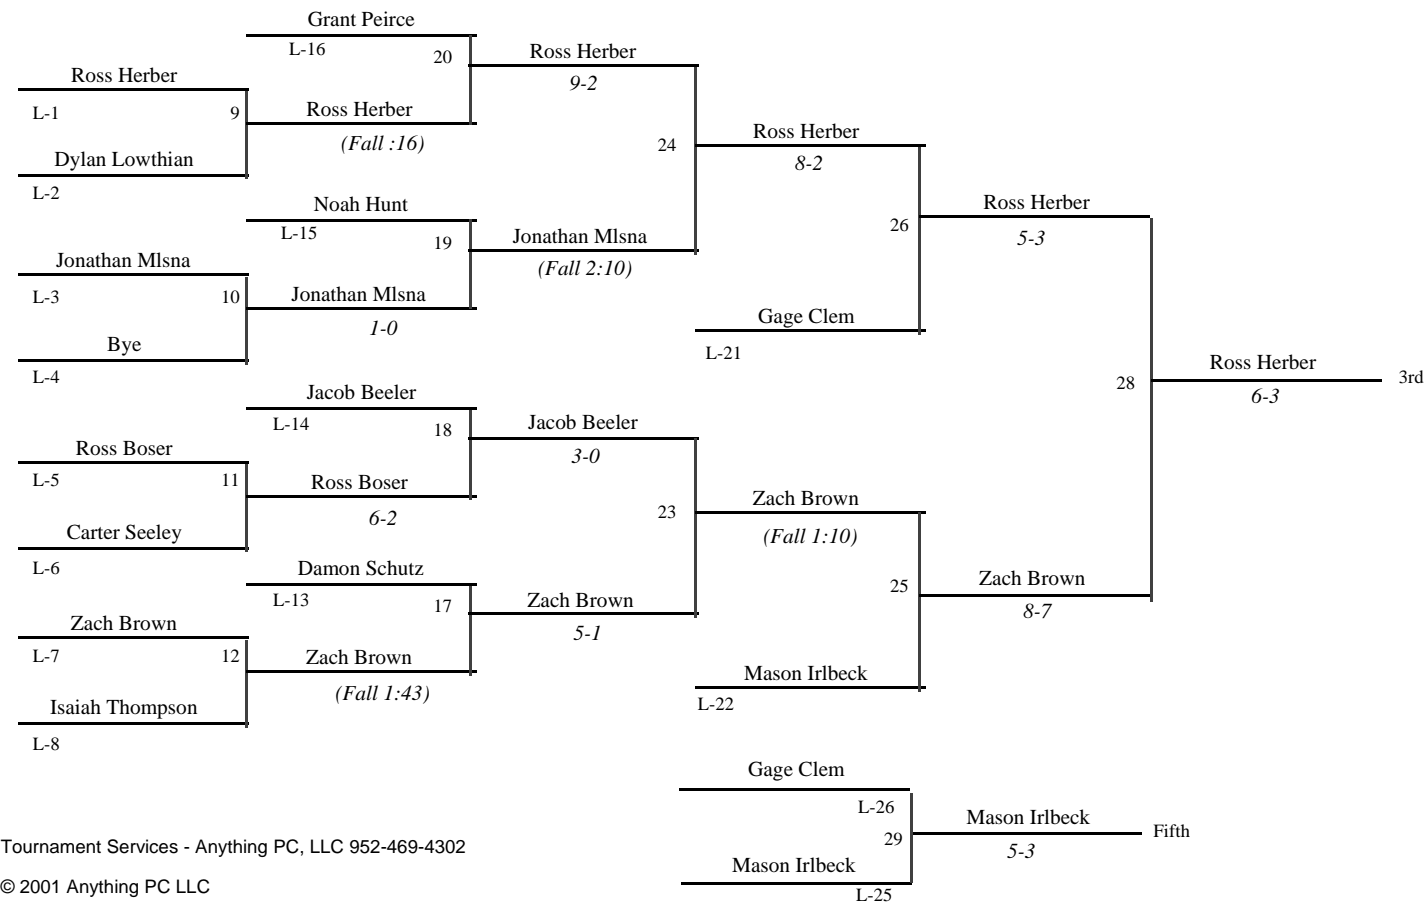 Grant Peirce
L-16
20
Ross Herber
9-2
Ross Herber
L-1
9
Ross Herber
(Fall :16)
Dylan Lowthian
L-2
24
Ross Herber
8-2
Noah Hunt
L-15
19
Jonathan Mlsna
(Fall 2:10)
26
Ross Herber
5-3
Jonathan Mlsna
L-3
10
Jonathan Mlsna
1-0
Bye
L-4
Gage Clem
L-21
28
Ross Herber
6-3
3rd
Jacob Beeler
L-14
18
Jacob Beeler
3-0
Ross Boser
L-5
11
Ross Boser
6-2
Carter Seeley
L-6
23
Zach Brown
(Fall 1:10)
Damon Schutz
L-13
17
Zach Brown
5-1
25
Zach Brown
8-7
Zach Brown
L-7
12
Zach Brown
(Fall 1:43)
Isaiah Thompson
L-8
Mason Irlbeck
L-22
Gage Clem
L-26
29
Mason Irlbeck
5-3
Fifth
Mason Irlbeck
L-25
Tournament Services - Anything PC, LLC 952-469-4302
© 2001 Anything PC LLC